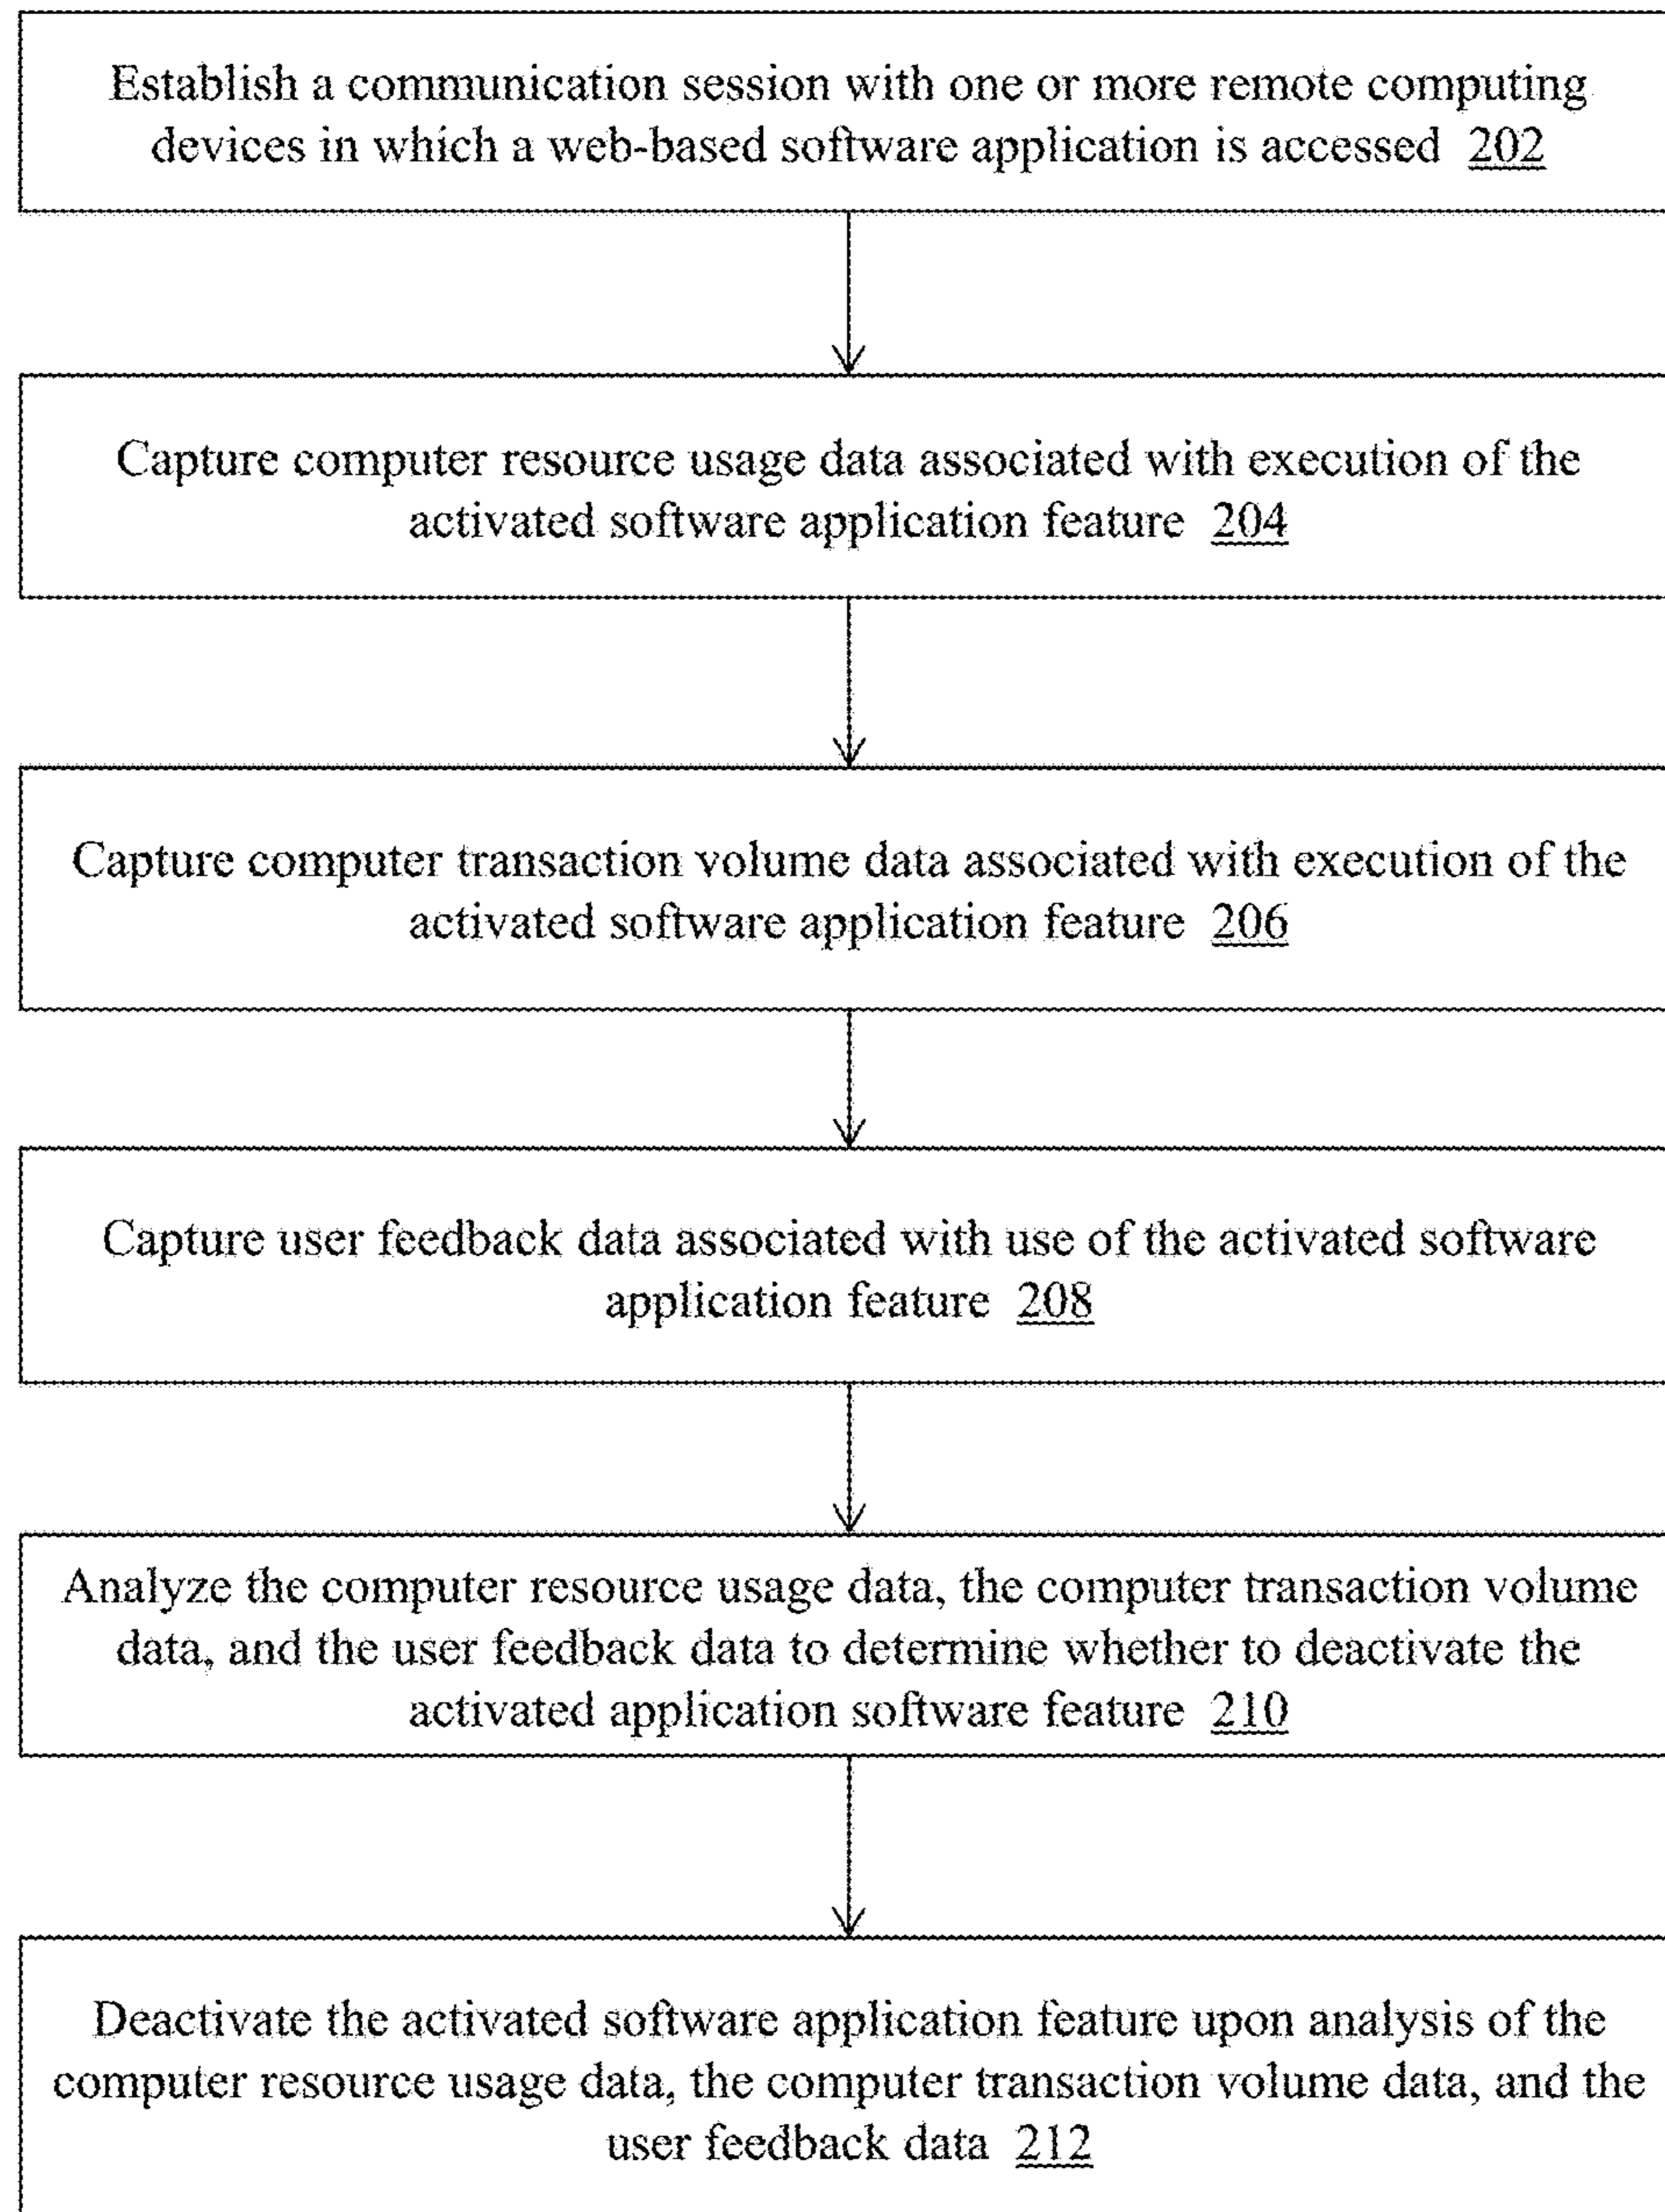 Establish a communication session with one or more remote computing
devices in which a web-based software application is accessed 202
Capture computer resource usage data associated with execution of the
activated software application feature 204
Capture computer transaction volume data associated with execution of the
activated software application feature 206
Capture user feedback data associated with use of the activated software
application feature 208
Analyze the computer resource usage data, the computer transaction volume
data, and the user feedback data to determine whether to deactivate the
activated application software feature 210
Deactivate the activated software application feature upon analysis of the
computer resource usage data, the computer transaction volume data, and the
user feedback data 212